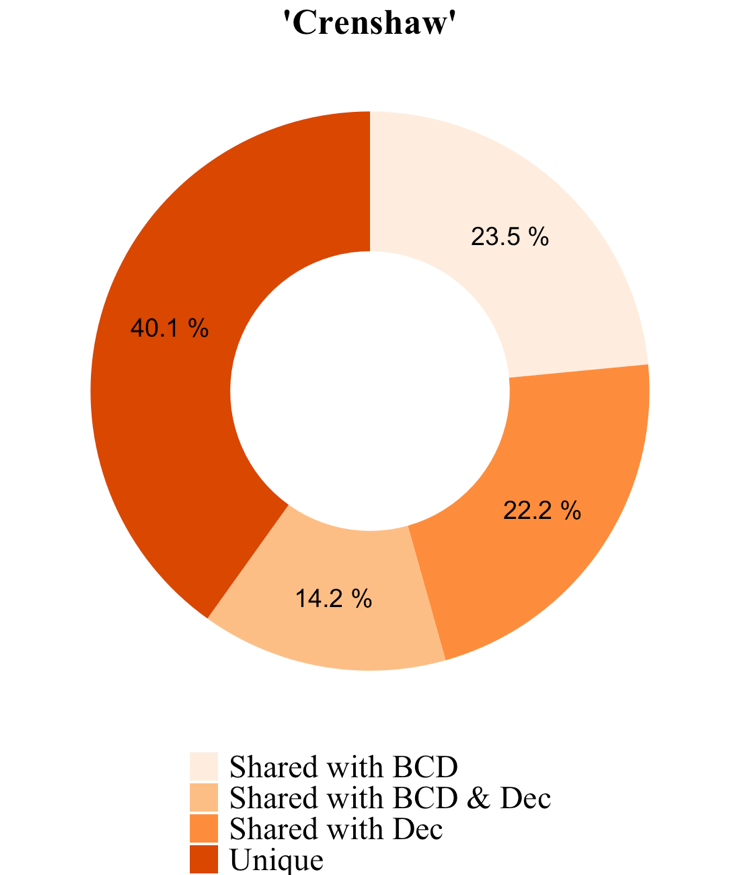 'Crenshaw'
23.5 %
40.1 %
22.2 %
14.2 %
Shared with BCD
Shared with BCD & Dec
Shared with Dec
Unique